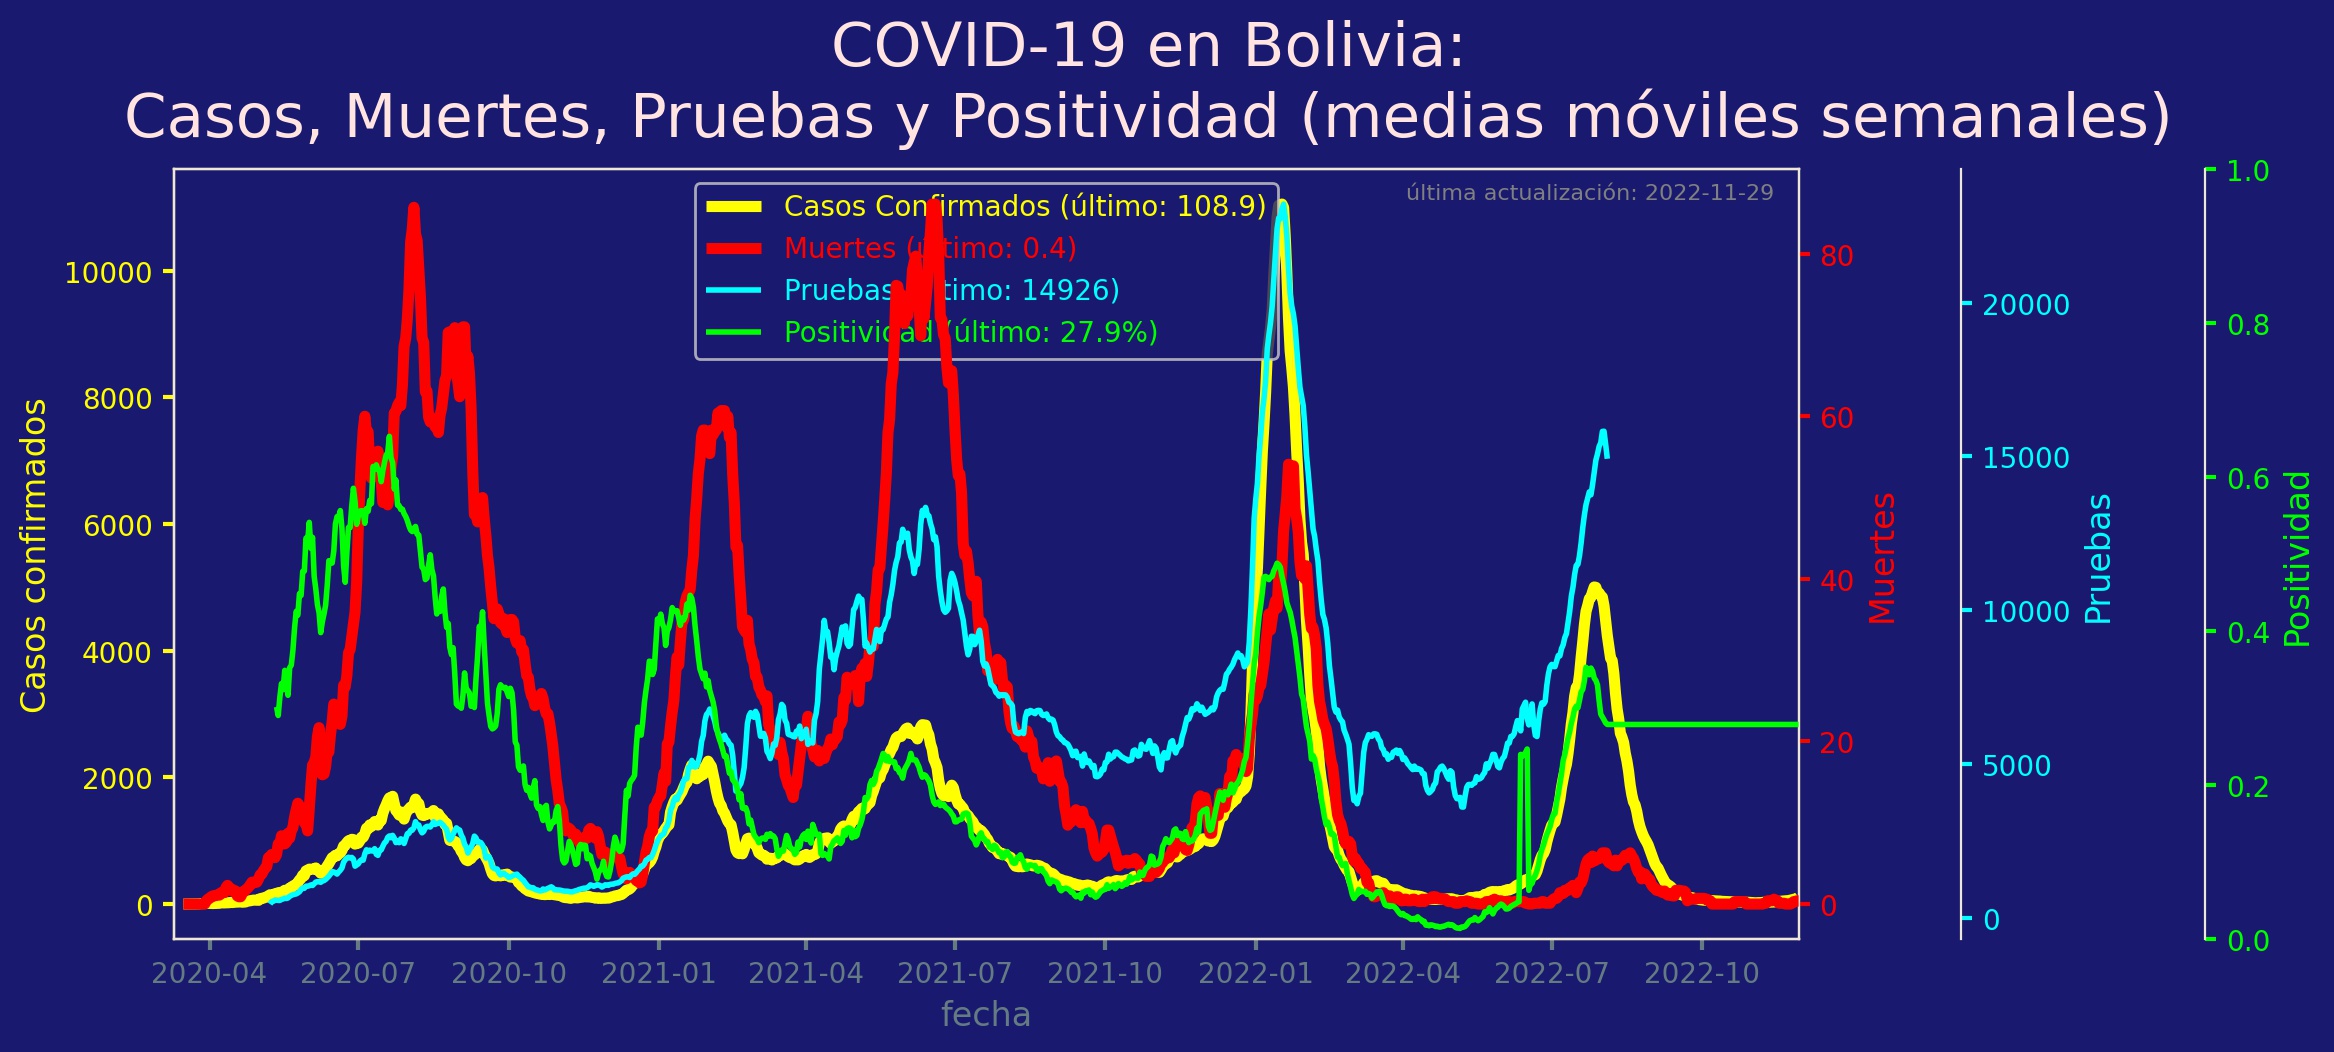 COVID-19 en Bolivia:
Casos, Muertes, Pruebas y Positividad (medias móviles semanales)
última actualización: 2022-11-29
Casos Confirmados (último: 108.9)
Muertes (último: 0.4)
Pruebas (último: 14926)
Positividad (último: 27.9%)
Casos confirmados
10000
8000
6000
4000
2000
0
Muertes
80
60
40
20
0
Pruebas
20000
15000
10000
5000
0
Positividad
1.0
0.8
0.6
0.4
0.2
0.0
2020-04 2020-07 2020-10 2021-01 2021-04 2021-07 2021-10 2022-01 2022-04 2022-07 2022-10
fecha